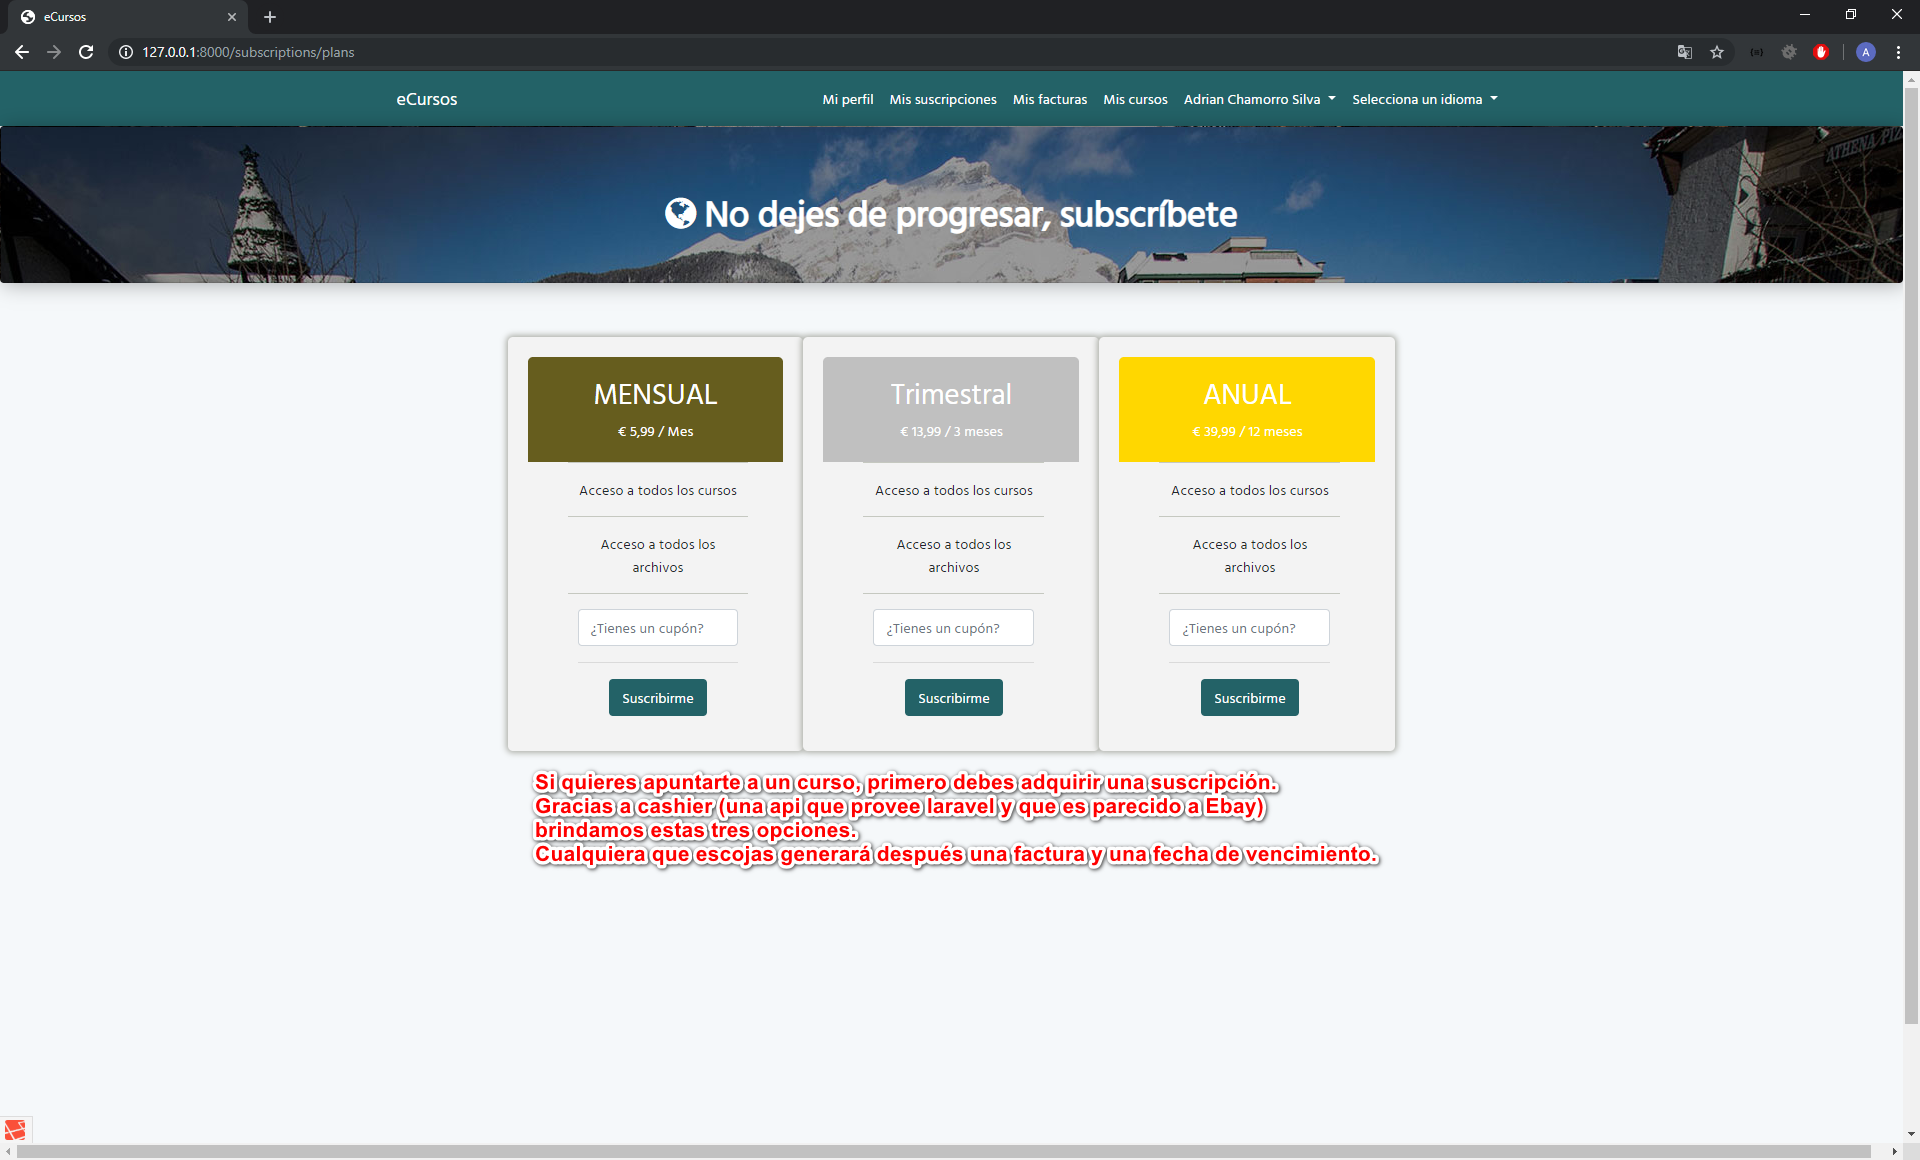 eCursos
127.0.0.1:8000/subscriptions/plans
A
eCursos
Mi perfil
Mis suscripciones
Mis facturas
Mis cursos
Adrian Chamorro Silva
Selecciona un idioma
ATHENA PIZ
No dejes de progresar, subscríbete
MENSUAL
€ 5,99 / Mes
Acceso a todos los cursos
Acceso a todos los
archivos
¿Tienes un cupón?
Suscribirme
Trimestral
€ 13,99 / 3 meses
Acceso a todos los cursos
Acceso a todos los
archivos
¿Tienes un cupón?
Suscribirme
ANUAL
€ 39,99 / 12 meses
Acceso a todos los cursos
Acceso a todos los
archivos
¿Tienes un cupón?
Suscribirme
Si quieres apuntarte a un curso, primero debes adquirir una suscripción.
Gracias a cashier (una api que provee laravel y que es parecido a Ebay)
brindamos estas tres opciones.
Cualquiera que escojas generará después una factura y una fecha de vencimiento.